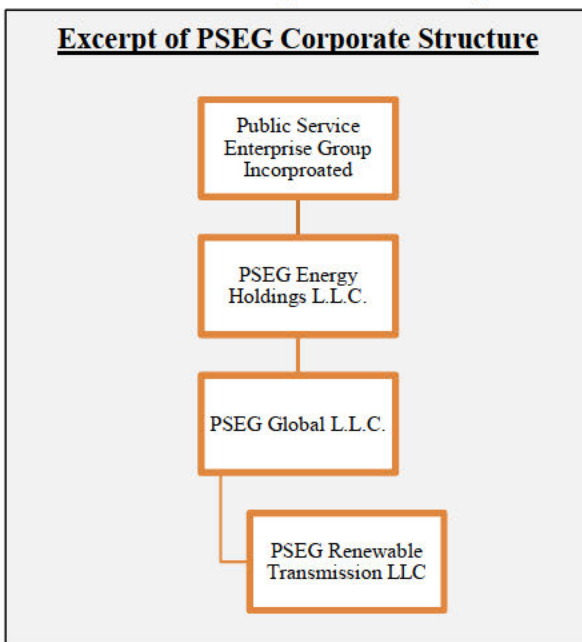 Excerpt of PSEG Corporate Structure
Public Service
Enterprise Group
Incorproated
PSEG Energy
Holdings L.L.C.
PSEG Global L.L.C.
PSEG Renewable
Transmission LLC